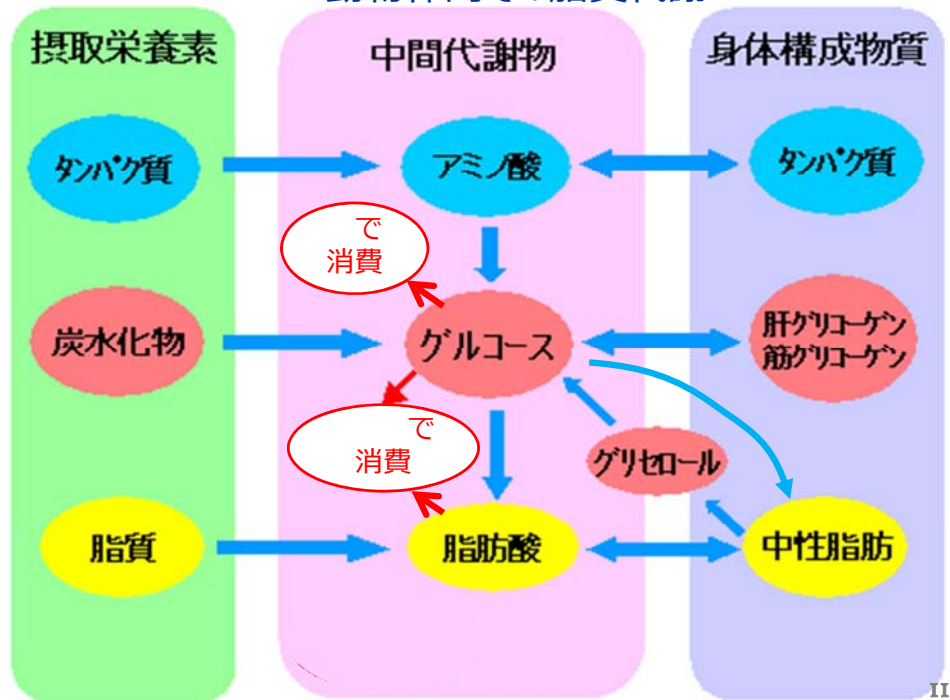 摂取栄養素
中間代謝物
身体構成物質
タンパク質
アミノ酸
タンパク質
で
消費
炭水化物
グルコース
肝グリコーゲン
筋グリコーゲン
で
消費
グリセロール
脂質
脂肪酸
中性脂肪